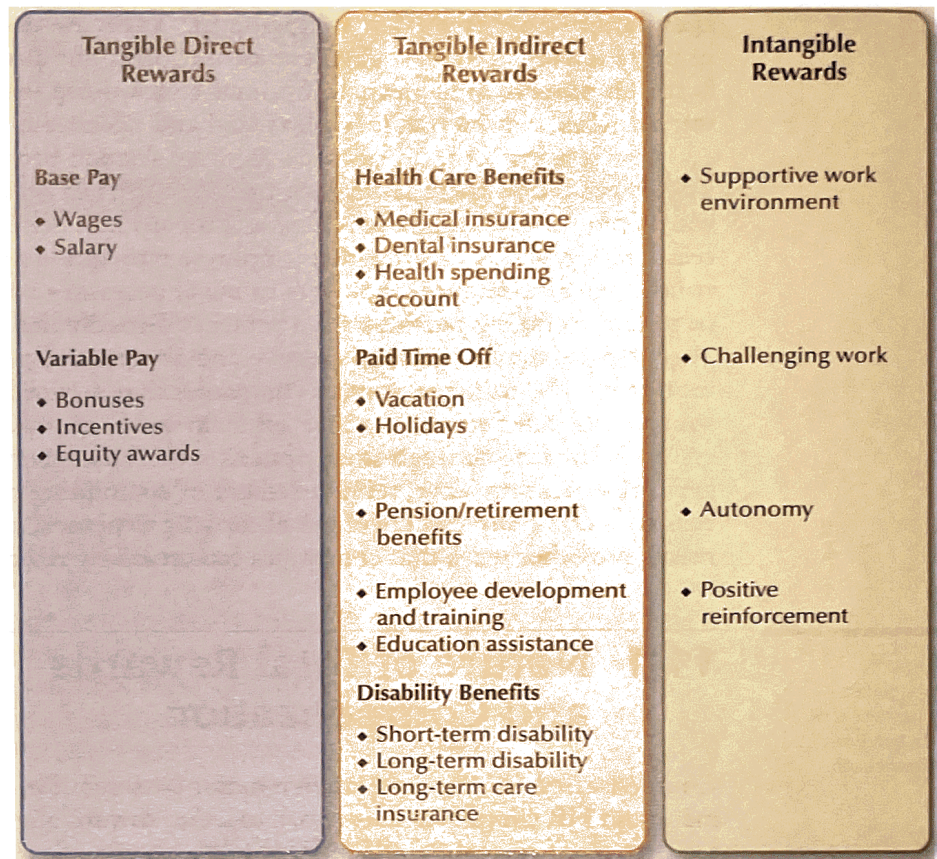 Tangible Direct
Rewards
Base Pay
◆ Wages
◆ Salary
Variable Pay
◆ Bonuses
◆ Incentives
◆ Equity awards
Tangible Indirect
Rewards
Health Care Benefits
◆ Medical insurance
◆ Dental insurance
◆ Health spending
account
Paid Time Off
◆ Vacation
◆ Holidays
◆ Pension/retirement
benefits
◆ Employee development
and training
◆ Education assistance
Disability Benefits
◆ Short-term disability
◆ Long-term disability
◆ Long-term care
insurance
Intangible
Rewards
◆ Supportive work
environment
◆ Challenging work
◆ Autonomy
◆ Positive
reinforcement